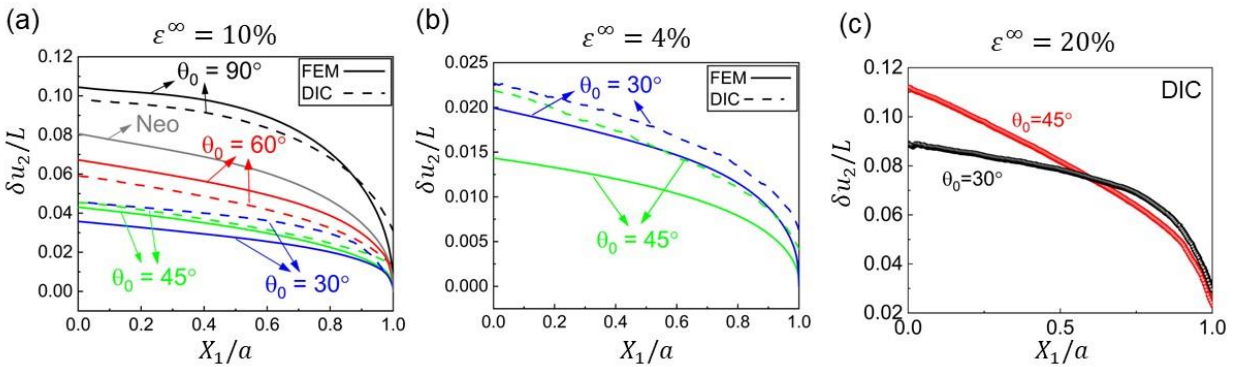 (a)
ε^∞ = 10%
0.12
0.10
0.08
0.06
0.04
0.02
0.00
δu₂/L
θ₀ = 90°
FEM
DIC
Neo
θ₀ = 60°
θ₀ = 45°
θ₀ = 30°
0.0 0.2 0.4 0.6 0.8 1.0
X₁/a
(b)
ε^∞ = 4%
0.025
0.020
0.015
0.010
0.005
0.000
δu₂/L
FEM
DIC
θ₀ = 30°
θ₀ = 45°
0.0 0.2 0.4 0.6 0.8 1.0
X₁/a
(c)
ε^∞ = 20%
0.12
0.10
0.08
0.06
0.04
0.02
δu₂/L
DIC
θ₀=45°
θ₀=30°
0.0 0.5 1.0
X₁/a